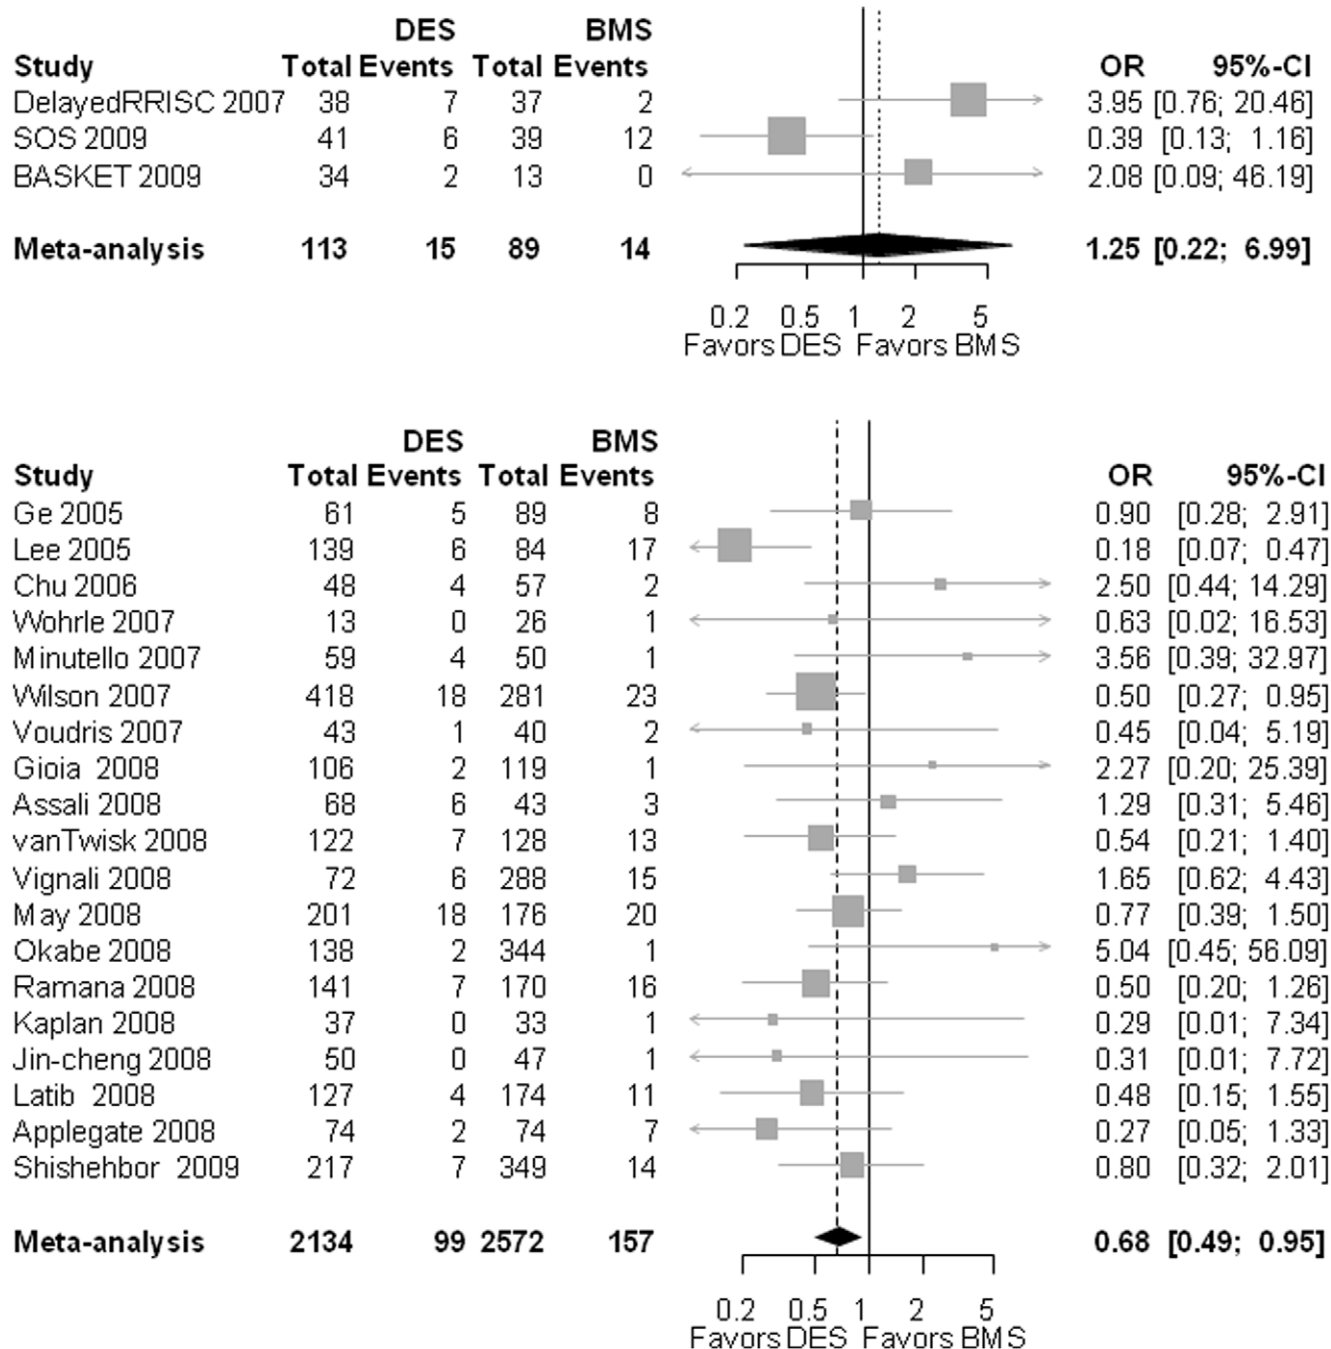 DES BMS
Study Total Events Total Events OR 95%-CI
DelayedRRISC 2007 38 7 37 2 3.95 [0.76; 20.46]
SOS 2009 41 6 39 12 0.39 [0.13; 1.16]
BASKET 2009 34 2 13 0 2.08 [0.09; 46.19]
Meta-analysis 113 15 89 14 1.25 [0.22; 6.99]
0.2 0.5 1 2 5
Favors DES Favors BMS
DES BMS
Study Total Events Total Events OR 95%-CI
Ge 2005 61 5 89 8 0.90 [0.28; 2.91]
Lee 2005 139 6 84 17 0.18 [0.07; 0.47]
Chu 2006 48 4 57 2 2.50 [0.44; 14.29]
Wohrle 2007 13 0 26 1 0.63 [0.02; 16.53]
Minutello 2007 59 4 50 1 3.56 [0.39; 32.97]
Wilson 2007 418 18 281 23 0.50 [0.27; 0.95]
Voudris 2007 43 1 40 2 0.45 [0.04; 5.19]
Gioia 2008 106 2 119 1 2.27 [0.20; 25.39]
Assali 2008 68 6 43 3 1.29 [0.31; 5.46]
vanTwisk 2008 122 7 128 13 0.54 [0.21; 1.40]
Vignali 2008 72 6 288 15 1.65 [0.62; 4.43]
May 2008 201 18 176 20 0.77 [0.39; 1.50]
Okabe 2008 138 2 344 1 5.04 [0.45; 56.09]
Ramana 2008 141 7 170 16 0.50 [0.20; 1.26]
Kaplan 2008 37 0 33 1 0.29 [0.01; 7.34]
Jin-cheng 2008 50 0 47 1 0.31 [0.01; 7.72]
Latib 2008 127 4 174 11 0.48 [0.15; 1.55]
Applegate 2008 74 2 74 7 0.27 [0.05; 1.33]
Shishehbor 2009 217 7 349 14 0.80 [0.32; 2.01]
Meta-analysis 2134 99 2572 157 0.68 [0.49; 0.95]
0.2 0.5 1 2 5
Favors DES Favors BMS